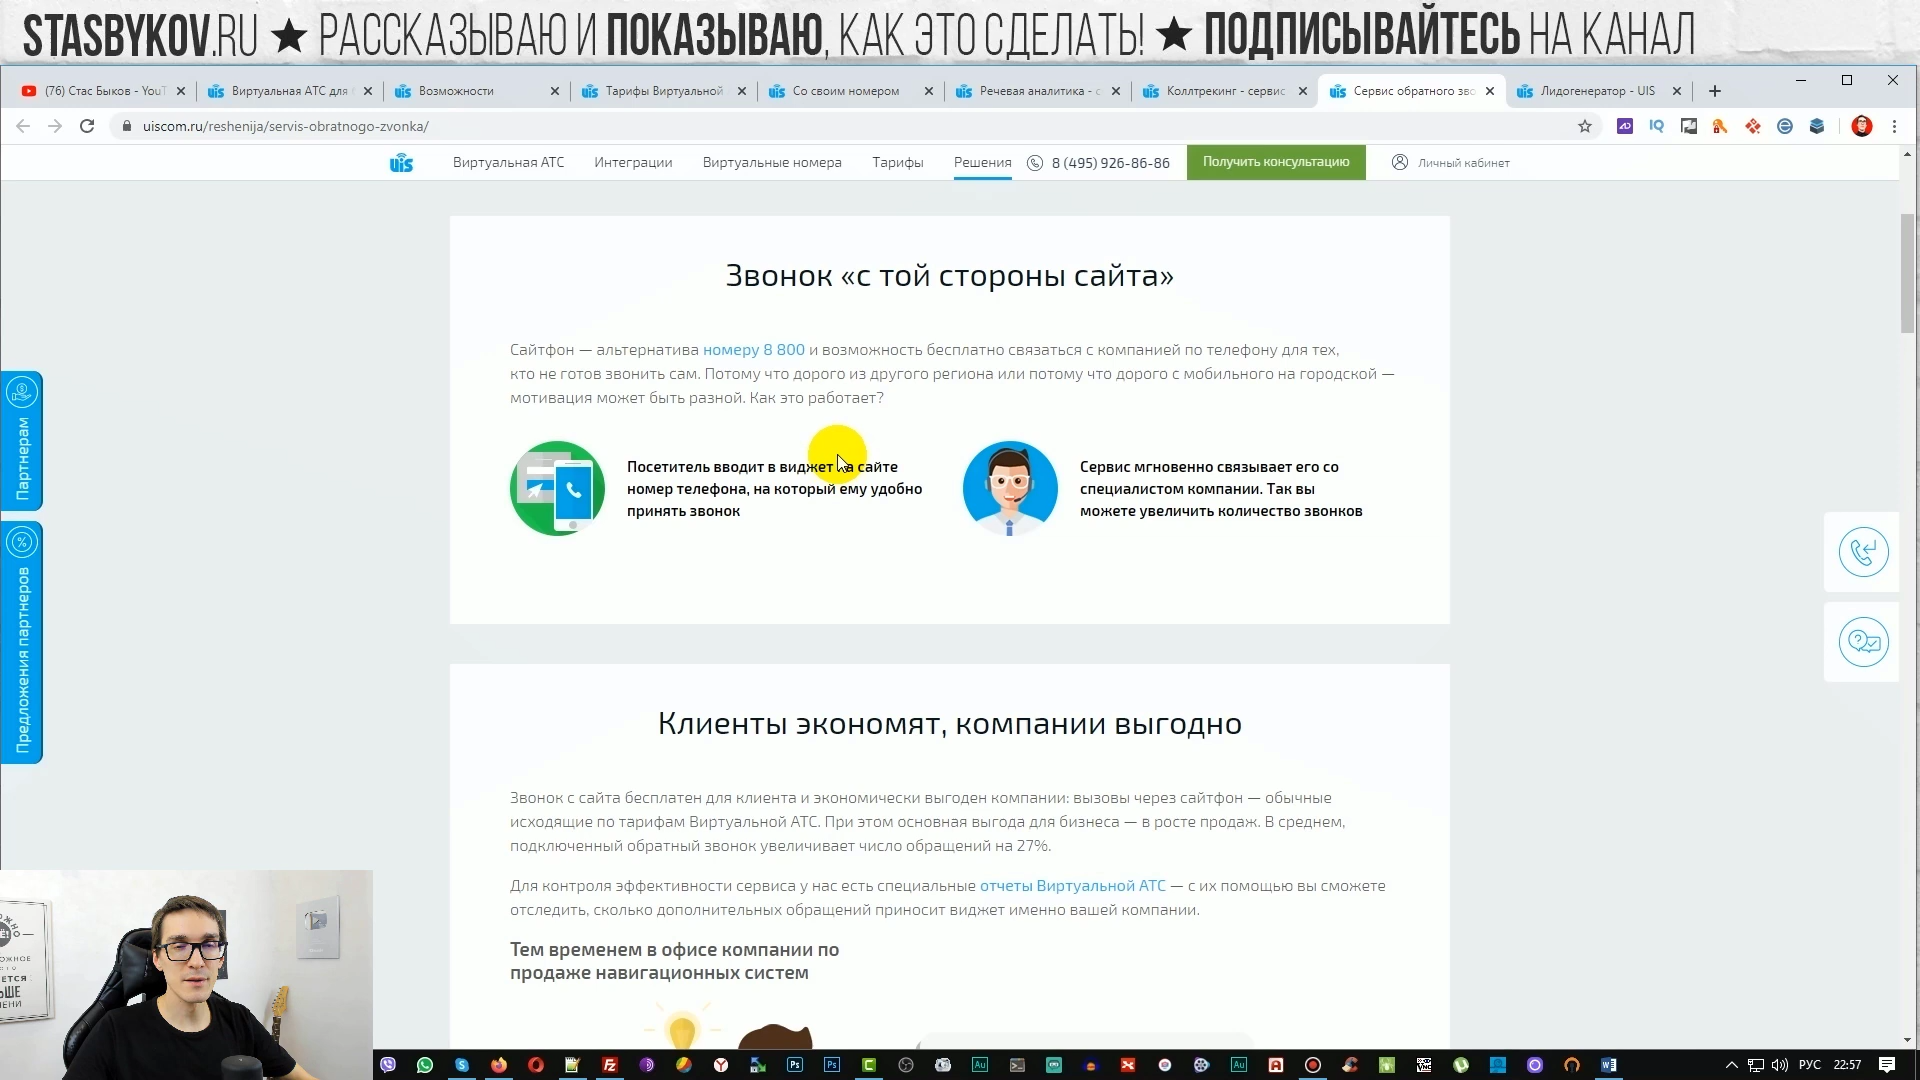 STASBYKOV.RU ★ РАССКАЗЫВАЮ И ПОКАЗЫВАЮ, КАК ЭТО СДЕЛАТЬ! ★ ПОДПИСЫВАЙТЕСЬ НА КАНАЛ
(76) Стас Быков - YouT
Виртуальная АТС для
Возможности
Тарифы Виртуальной
Со своим номером
Речевая аналитика - с
Коллтрекинг - сервис
Сервис обратного зво
Лидогенератор - UIS
uiscom.ru/reshenija/servis-obratnogo-zvonka/
IQ
uis
Виртуальная АТС
Интеграции
Виртуальные номера
Тарифы
Решения
8 (495) 926-86-86
Получить консультацию
Личный кабинет
Звонок «с той стороны сайта»
Сайтфон — альтернатива номеру 8 800 и возможность бесплатно связаться с компанией по телефону для тех,
кто не готов звонить сам. Потому что дорого из другого региона или потому что дорого с мобильного на городской —
мотивация может быть разной. Как это работает?
Посетитель вводит в виджет на сайте
номер телефона, на который ему удобно
принять звонок
Сервис мгновенно связывает его со
специалистом компании. Так вы
можете увеличить количество звонков
Партнерам
Предложения партнеров
Клиенты экономят, компании выгодно
Звонок с сайта бесплатен для клиента и экономически выгоден компании: вызовы через сайтфон — обычные
исходящие по тарифам Виртуальной АТС. При этом основная выгода для бизнеса — в росте продаж. В среднем,
подключенный обратный звонок увеличивает число обращений на 27%.
Для контроля эффективности сервиса у нас есть специальные отчеты Виртуальной АТС — с их помощью вы сможете
отследить, сколько дополнительных обращений приносит виджет именно вашей компании.
Тем временем в офисе компании по
продаже навигационных систем
РУС
22:57